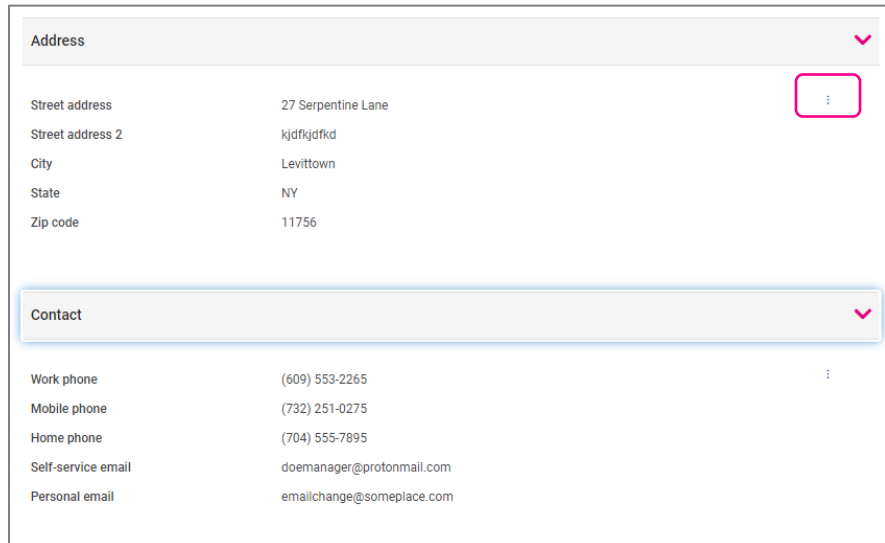 Address
Street address 27 Serpentine Lane
Street address 2 kjdfkjdfkd
City Levittown
State NY
Zip code 11756
Contact
Work phone (609) 553-2265
Mobile phone (732) 251-0275
Home phone (704) 555-7895
Self-service email doemanager@protonmail.com
Personal email emailchange@someplace.com